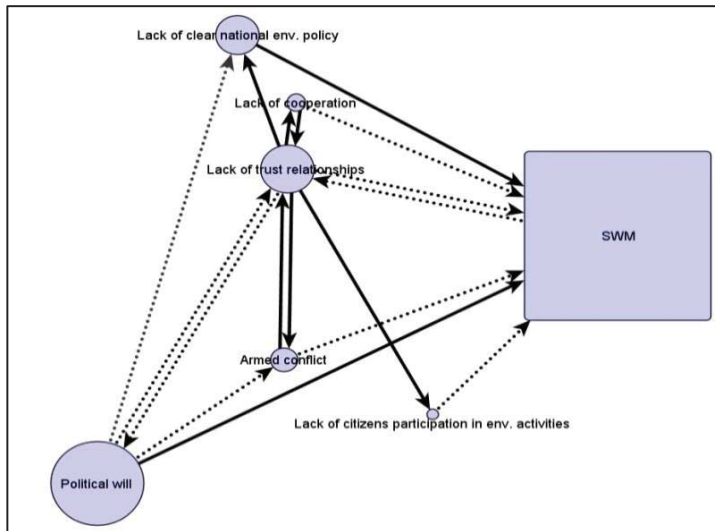 Lack of clear national env. policy
Lack of cooperation
Lack of trust relationships
SWM
Armed conflict
Lack of citizens participation in env. activities
Political will